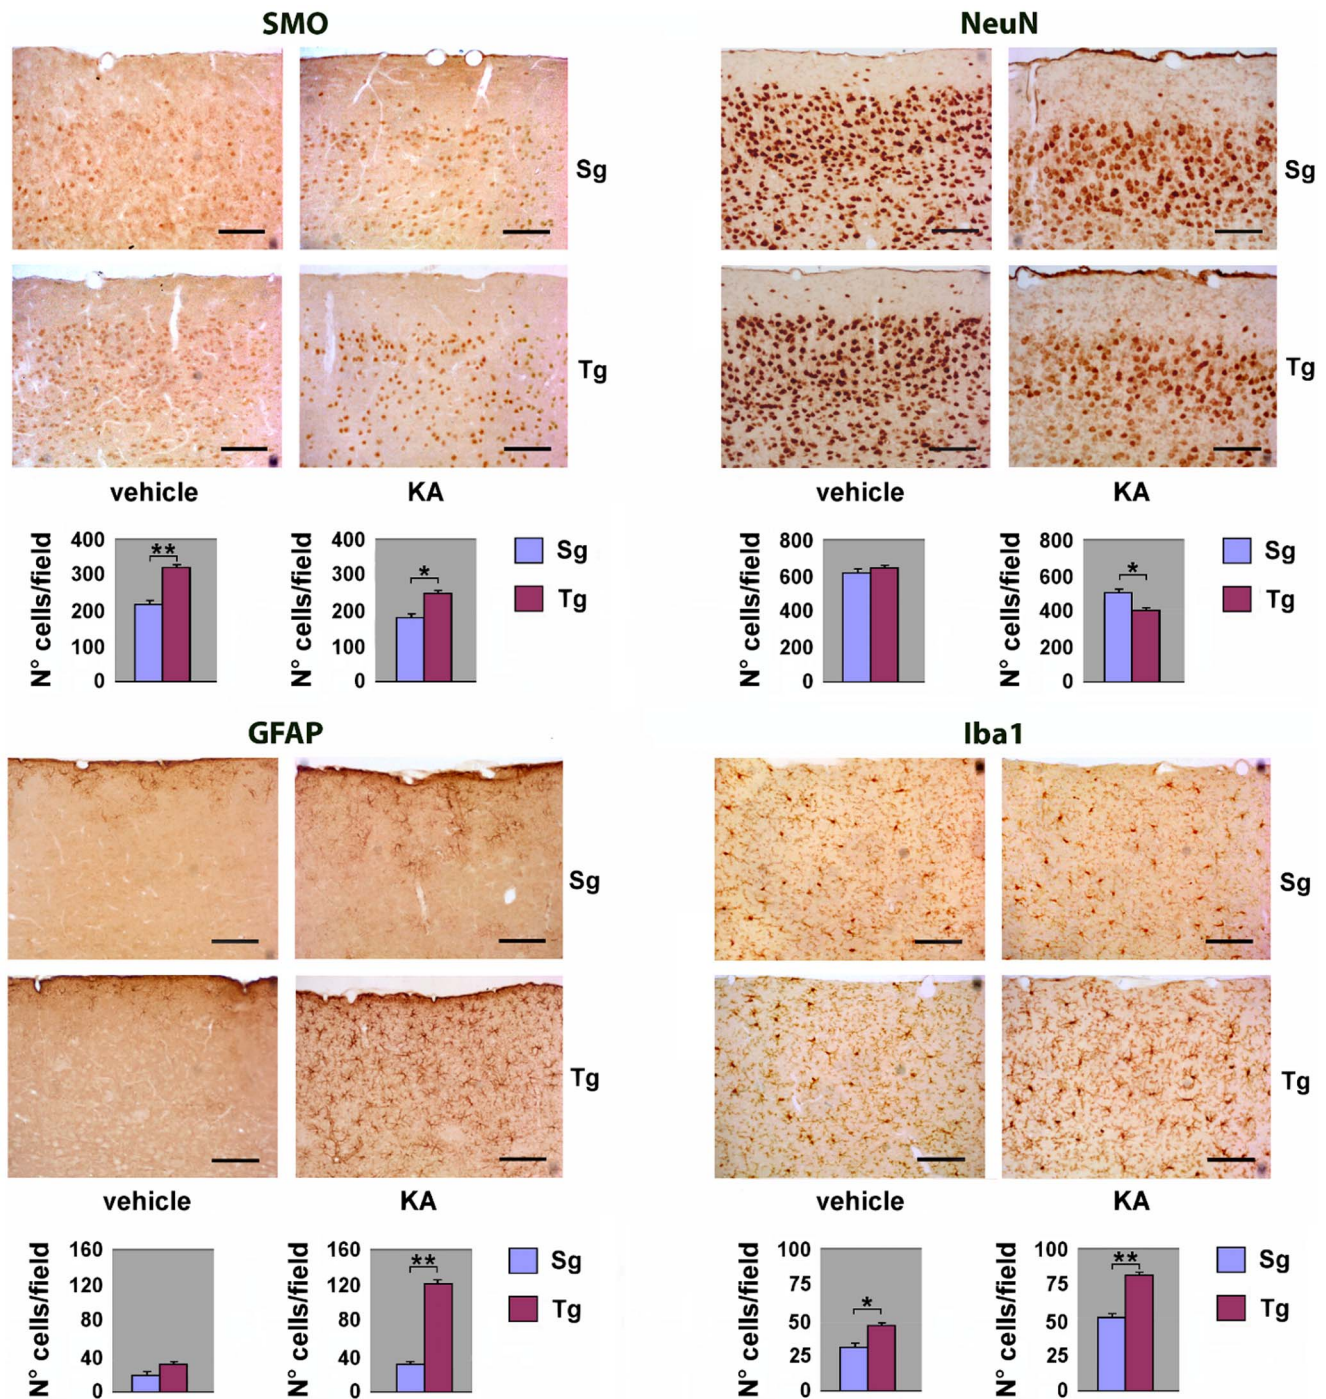 SMO
Sg
Tg
vehicle
KA
N° cells/field
400
300
200
100
0
**
N° cells/field
400
300
200
100
0
*
Sg
Tg
NeuN
Sg
Tg
vehicle
KA
N° cells/field
800
600
400
200
0
N° cells/field
800
600
400
200
0
*
Sg
Tg
GFAP
Sg
Tg
vehicle
KA
N° cells/field
160
120
80
40
0
N° cells/field
160
120
80
40
0
**
Sg
Tg
Iba1
Sg
Tg
vehicle
KA
N° cells/field
100
75
50
25
0
*
N° cells/field
100
75
50
25
0
**
Sg
Tg